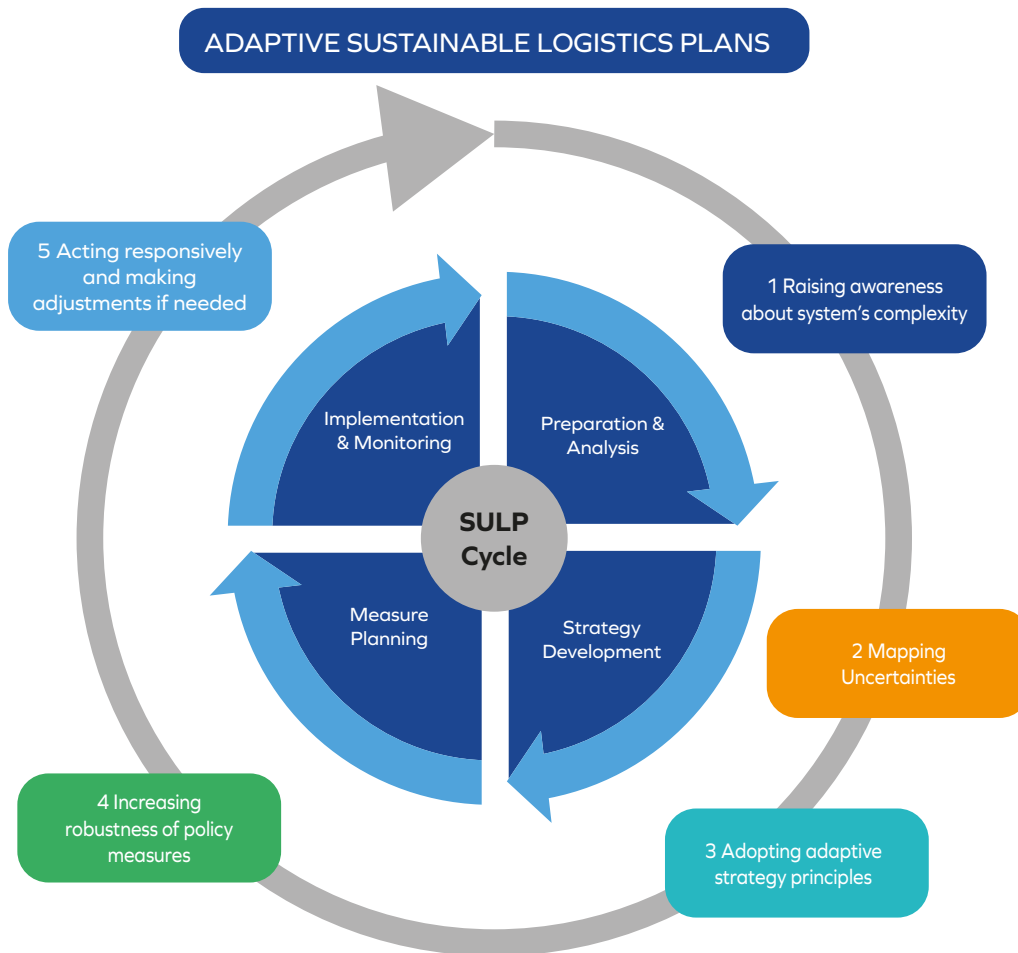 ADAPTIVE SUSTAINABLE LOGISTICS PLANS
5 Acting responsively
and making
adjustments if needed
1 Raising awareness
about system's complexity
Implementation
& Monitoring
Preparation &
Analysis
SULP
Cycle
Measure
Planning
Strategy
Development
2 Mapping
Uncertainties
4 Increasing
robustness of policy
measures
3 Adopting adaptive
strategy principles